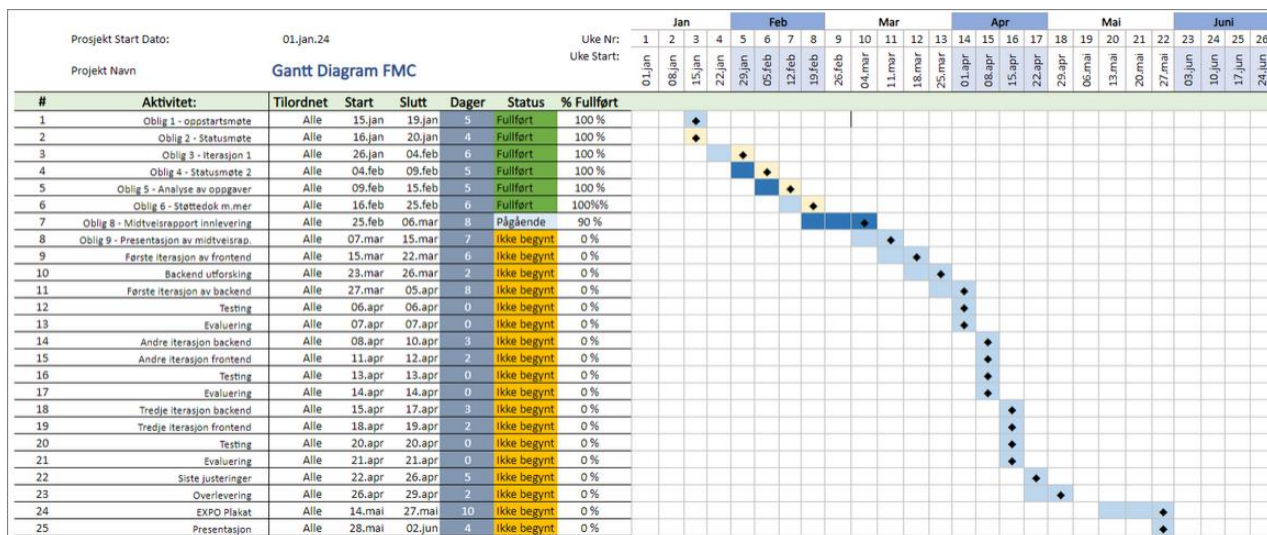 Jan Feb Mar Apr Mai Juni
Prosjekt Start Dato: 01.jan.24 Uke Nr: 1 2 3 4 5 6 7 8 9 10 11 12 13 14 15 16 17 18 19 20 21 22 23 24 25 26
Uke Start: 01.jan 08.jan 15.jan 22.jan 29.jan 05.feb 12.feb 19.feb 26.feb 04.mar 11.mar 18.mar 25.mar 01.apr 08.apr 15.apr 22.apr 29.apr 06.mai 13.mai 20.mai 27.mai 03.jun 10.jun 17.jun 24.jun
Projekt Navn Gantt Diagram FMC
# Aktivitet: Tilordnet Start Slutt Dager Status % Fullført
1 Oblig 1 - oppstartsmøte Alle 15.jan 19.jan 5 Fullført 100 %
2 Oblig 2 - Statusmøte Alle 16.jan 20.jan 4 Fullført 100 %
3 Oblig 3 - Iterasjon 1 Alle 26.jan 04.feb 6 Fullført 100 %
4 Oblig 4 - Statusmøte 2 Alle 04.feb 09.feb 5 Fullført 100 %
5 Oblig 5 - Analyse av oppgaver Alle 09.feb 15.feb 5 Fullført 100 %
6 Oblig 6 - Støttedok m.mer Alle 16.feb 25.feb 6 Fullført 100%%
7 Oblig 8 - Midtveisrapport innlevering Alle 25.feb 06.mar 8 Pågående 90 %
8 Oblig 9 - Presentasjon av midtveisrap. Alle 07.mar 15.mar 7 Ikke begynt 0 %
9 Første iterasjon av frontend Alle 15.mar 22.mar 6 Ikke begynt 0 %
10 Backend utforsking Alle 23.mar 26.mar 2 Ikke begynt 0 %
11 Første iterasjon av backend Alle 27.mar 05.apr 8 Ikke begynt 0 %
12 Testing Alle 06.apr 06.apr 0 Ikke begynt 0 %
13 Evaluering Alle 07.apr 07.apr 0 Ikke begynt 0 %
14 Andre iterasjon backend Alle 08.apr 10.apr 3 Ikke begynt 0 %
15 Andre iterasjon frontend Alle 11.apr 12.apr 2 Ikke begynt 0 %
16 Testing Alle 13.apr 13.apr 0 Ikke begynt 0 %
17 Evaluering Alle 14.apr 14.apr 0 Ikke begynt 0 %
18 Tredje iterasjon backend Alle 15.apr 17.apr 3 Ikke begynt 0 %
19 Tredje iterasjon frontend Alle 18.apr 19.apr 2 Ikke begynt 0 %
20 Testing Alle 20.apr 20.apr 0 Ikke begynt 0 %
21 Evaluering Alle 21.apr 21.apr 0 Ikke begynt 0 %
22 Siste justeringer Alle 22.apr 26.apr 5 Ikke begynt 0 %
23 Overlevering Alle 26.apr 29.apr 2 Ikke begynt 0 %
24 EXPO Plakat Alle 14.mai 27.mai 10 Ikke begynt 0 %
25 Presentasjon Alle 28.mai 02.jun 4 Ikke begynt 0 %